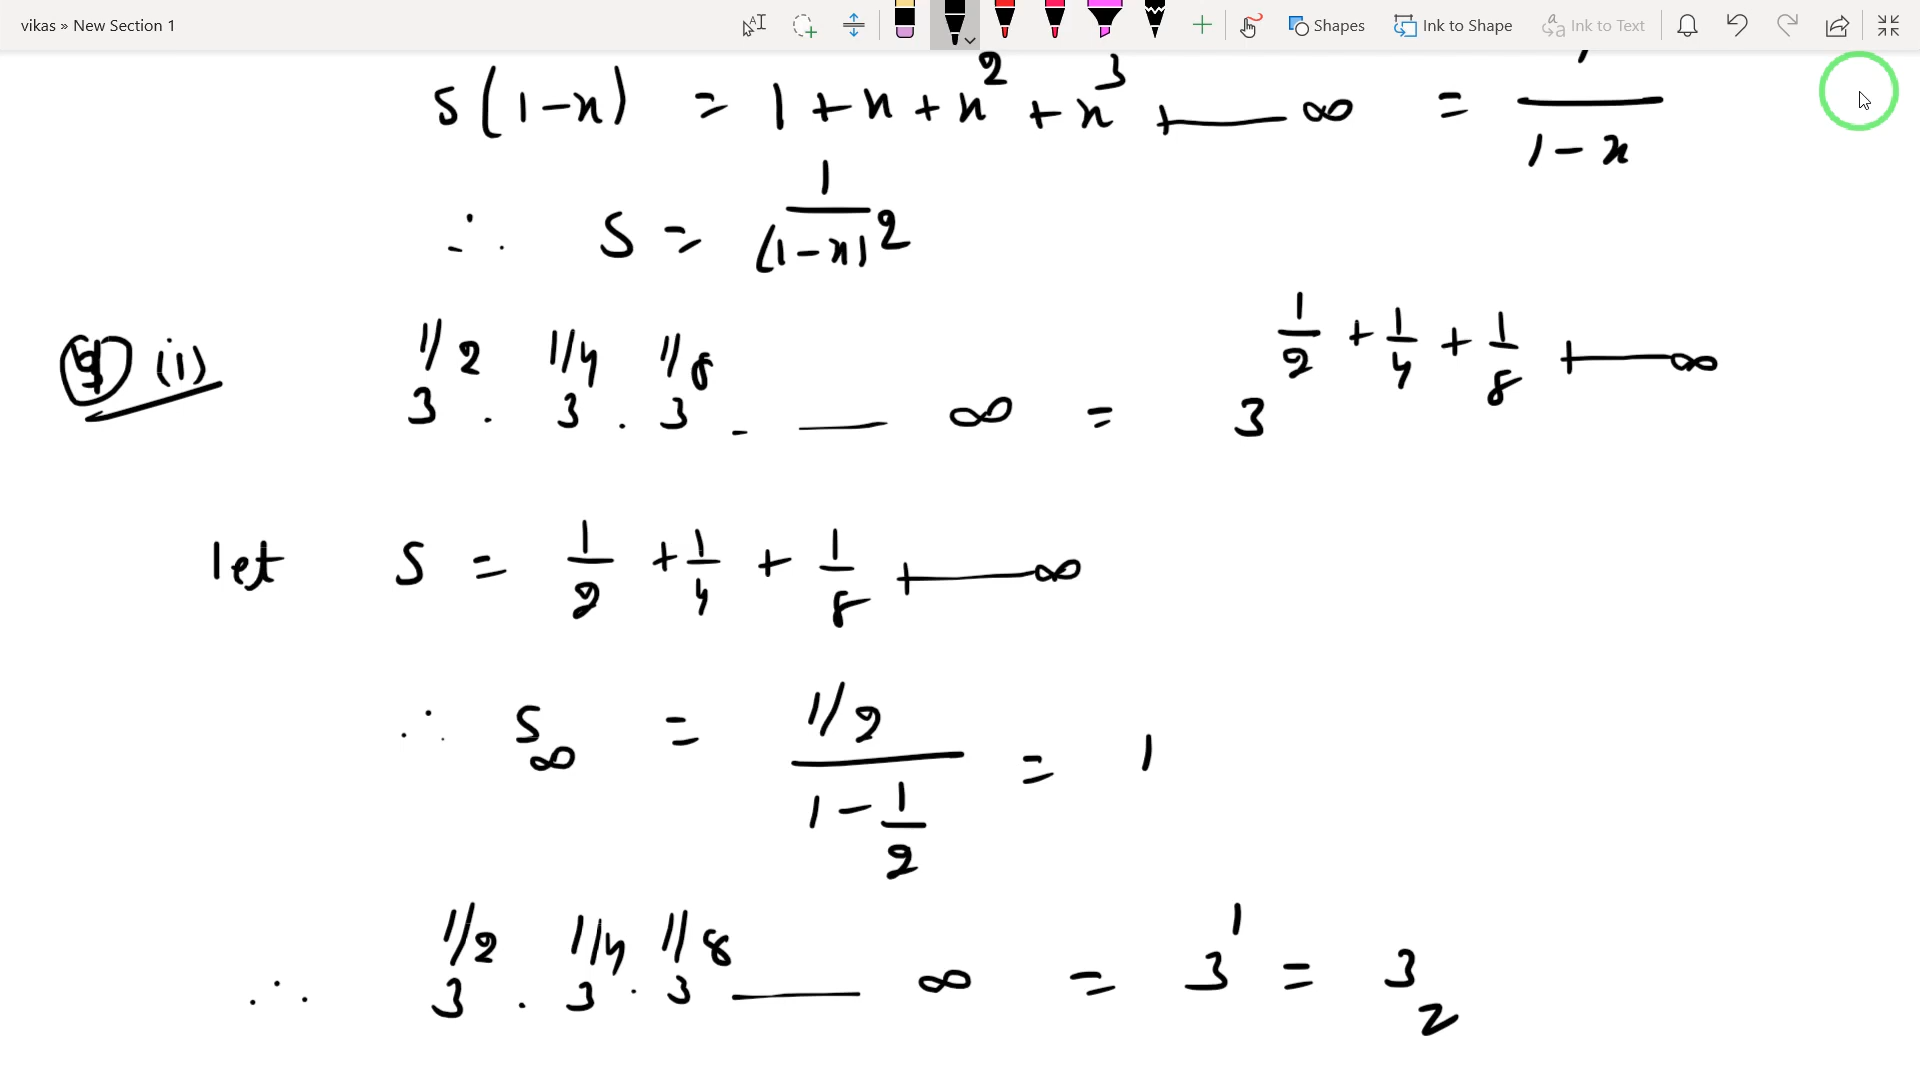 vikas » New Section 1 Shapes Ink to Shape Ink to Text
S(1-x) = 1+x+x²+x³+—— ∞ = 1/(1-x)
∴ S = 1/(1-x)²
(i) 3^(1/2) . 3^(1/4) . 3^(1/8) . —— ∞ = 3^(1/2 + 1/4 + 1/8 +——∞)
let S = 1/2 + 1/4 + 1/8 +——∞
∴ S∞ = (1/2)/(1 - 1/2) = 1
∴ 3^(1/2) . 3^(1/4) . 3^(1/8) —— ∞ = 3^1 = 3